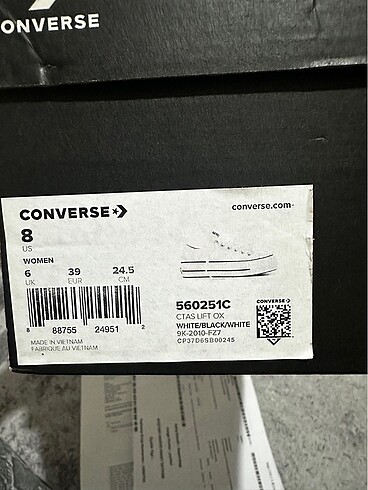 CONVERSE
CONVERSE
converse.com
8
US
WOMEN
6 39 24.5
UK EUR CM
560251C
CTAS LIFT OX
WHITE/BLACK/WHITE
9K-2010-FZ7
CP37D6SB00245
CONVERSE
8 88755 24951 2
MADE IN VIETNAM
FABRIQUE AU VIETNAM